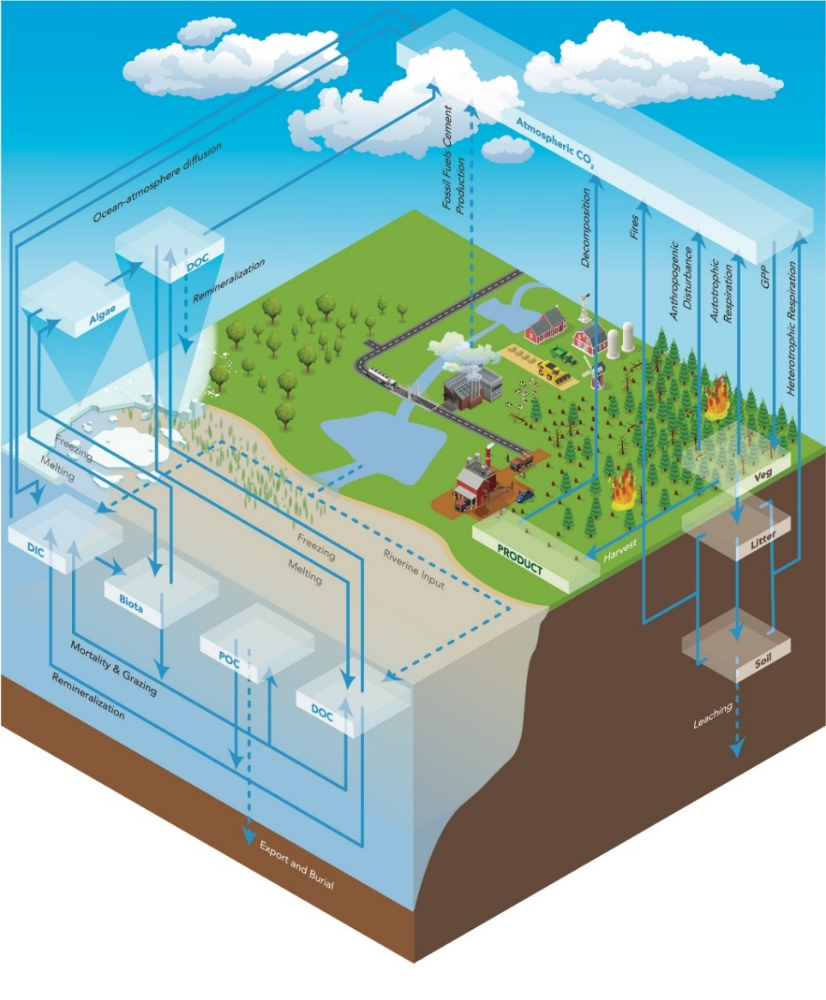 Atmospheric CO2
Fossil Fuels Cement
Production
Ocean-atmosphere diffusion
Decomposition
Fires
Anthropogenic
Disturbance
Autotrophic
Respiration
GPP
Heterotrophic Respiration
DOC
Remineralization
Algae
Freezing
Melting
Veg
Litter
DIC
Freezing
Melting
Riverine Input
PRODUCT
Harvest
Biota
POC
DOC
Soil
Mortality & Grazing
Remineralization
Leaching
Export and Burial